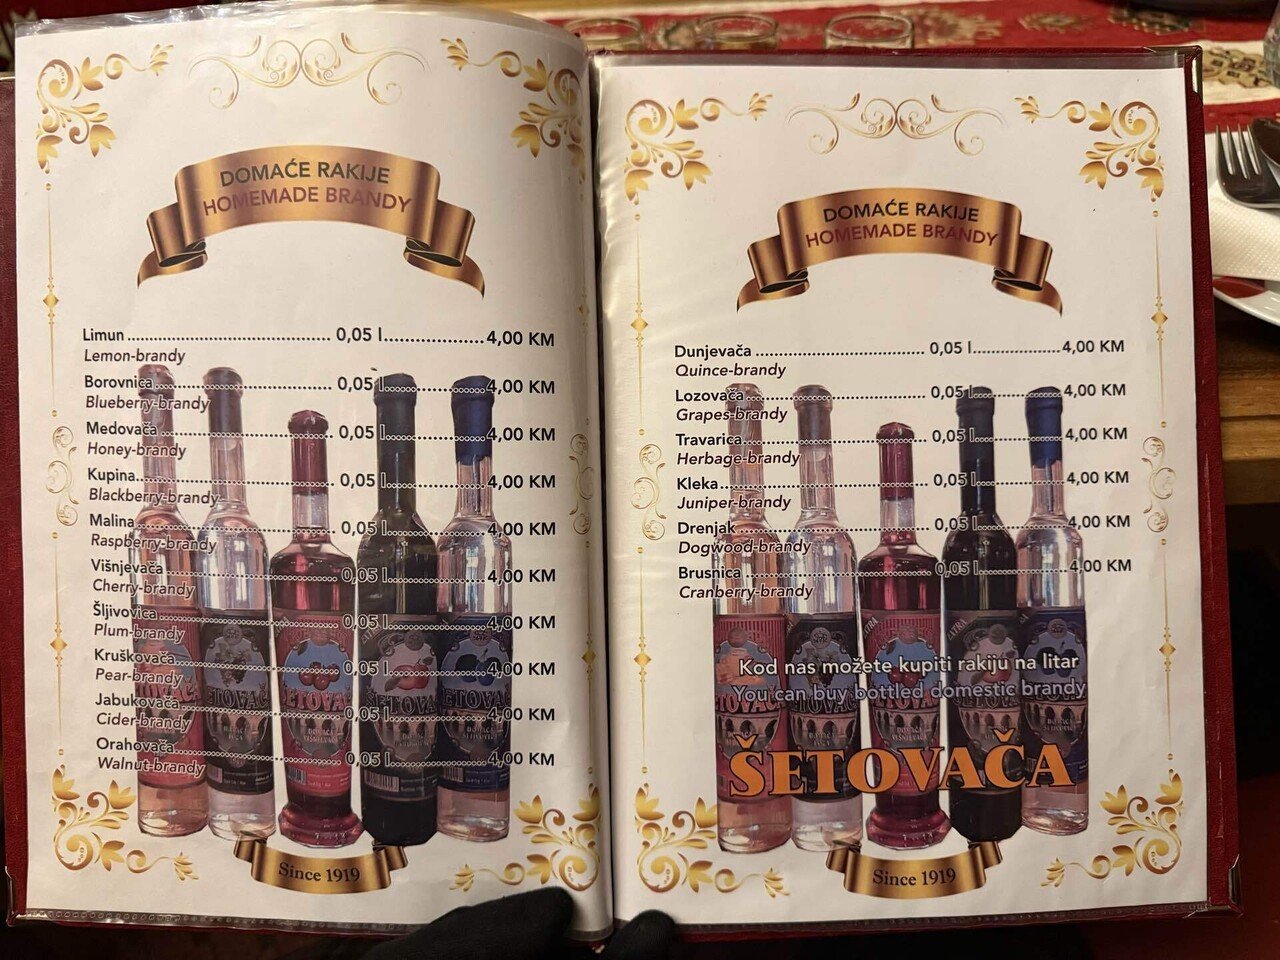 DOMAĆE RAKIJE
HOMEMADE BRANDY
Limun 0,05 l 4,00 KM
Lemon-brandy
Borovnica 0,05 l 4,00 KM
Blueberry-brandy
Medovača 0,05 l 4,00 KM
Honey-brandy
Kupina 0,05 l 4,00 KM
Blackberry-brandy
Malina 0,05 l 4,00 KM
Raspberry-brandy
Višnjevača 0,05 l 4,00 KM
Cherry-brandy
Šljivovica 0,05 l 4,00 KM
Plum-brandy
Kruškovača 0,05 l 4,00 KM
Pear-brandy
Jabukovača 0,05 l 4,00 KM
Cider-brandy
Orahovača 0,05 l 4,00 KM
Walnut-brandy
ŠETOVAČA
Since 1919
DOMAĆE RAKIJE
HOMEMADE BRANDY
Dunjevača 0,05 l 4,00 KM
Quince-brandy
Lozovača 0,05 l 4,00 KM
Grapes-brandy
Travarica 0,05 l 4,00 KM
Herbage-brandy
Kleka 0,05 l 4,00 KM
Juniper-brandy
Drenjak 0,05 l 4,00 KM
Dogwood-brandy
Brusnica 0,05 l 4,00 KM
Cranberry-brandy
Kod nas možete kupiti rakiju na litar
You can buy bottled domestic brandy
ŠETOVAČA
Since 1919